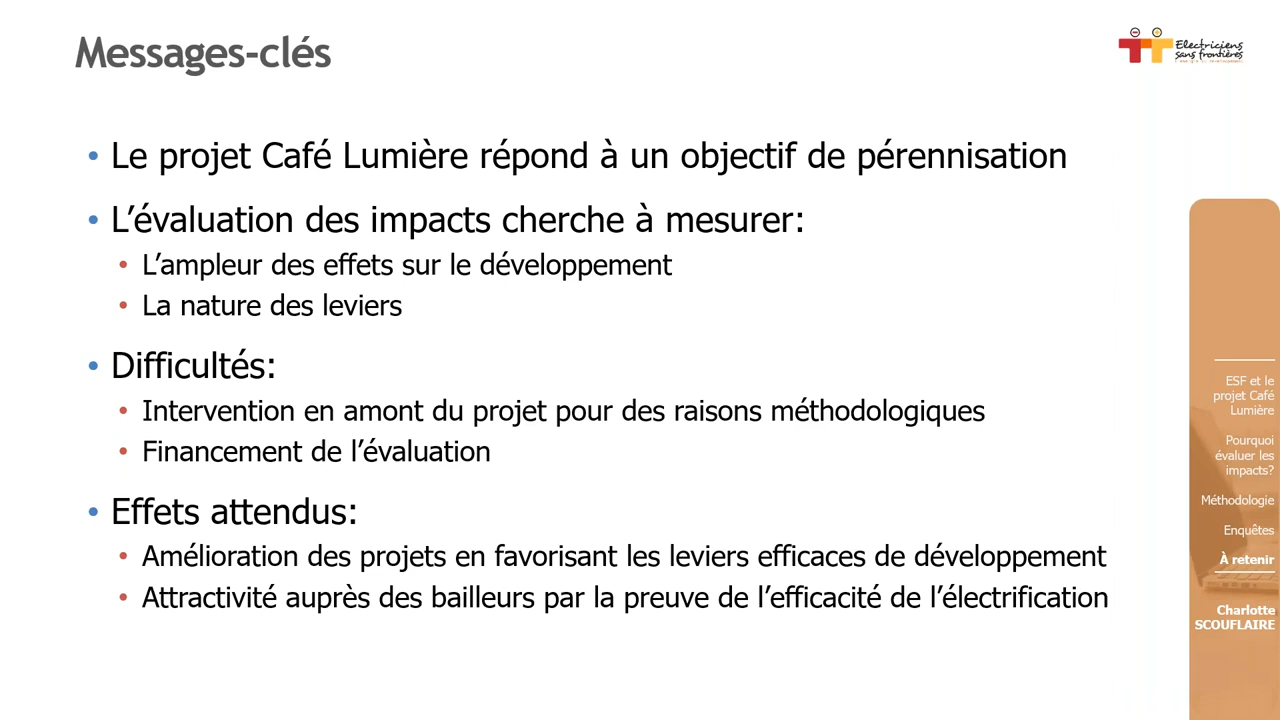 Messages-clés
Electriciens
sans frontières
• Le projet Café Lumière répond à un objectif de pérennisation
• L’évaluation des impacts cherche à mesurer:
• L’ampleur des effets sur le développement
• La nature des leviers
• Difficultés:
• Intervention en amont du projet pour des raisons méthodologiques
• Financement de l’évaluation
• Effets attendus:
• Amélioration des projets en favorisant les leviers efficaces de développement
• Attractivité auprès des bailleurs par la preuve de l’efficacité de l’électrification
ESF et le
projet Café
Lumière
Pourquoi
évaluer les
impacts?
Méthodologie
Enquêtes
À retenir
Charlotte
SCOUFLAIRE